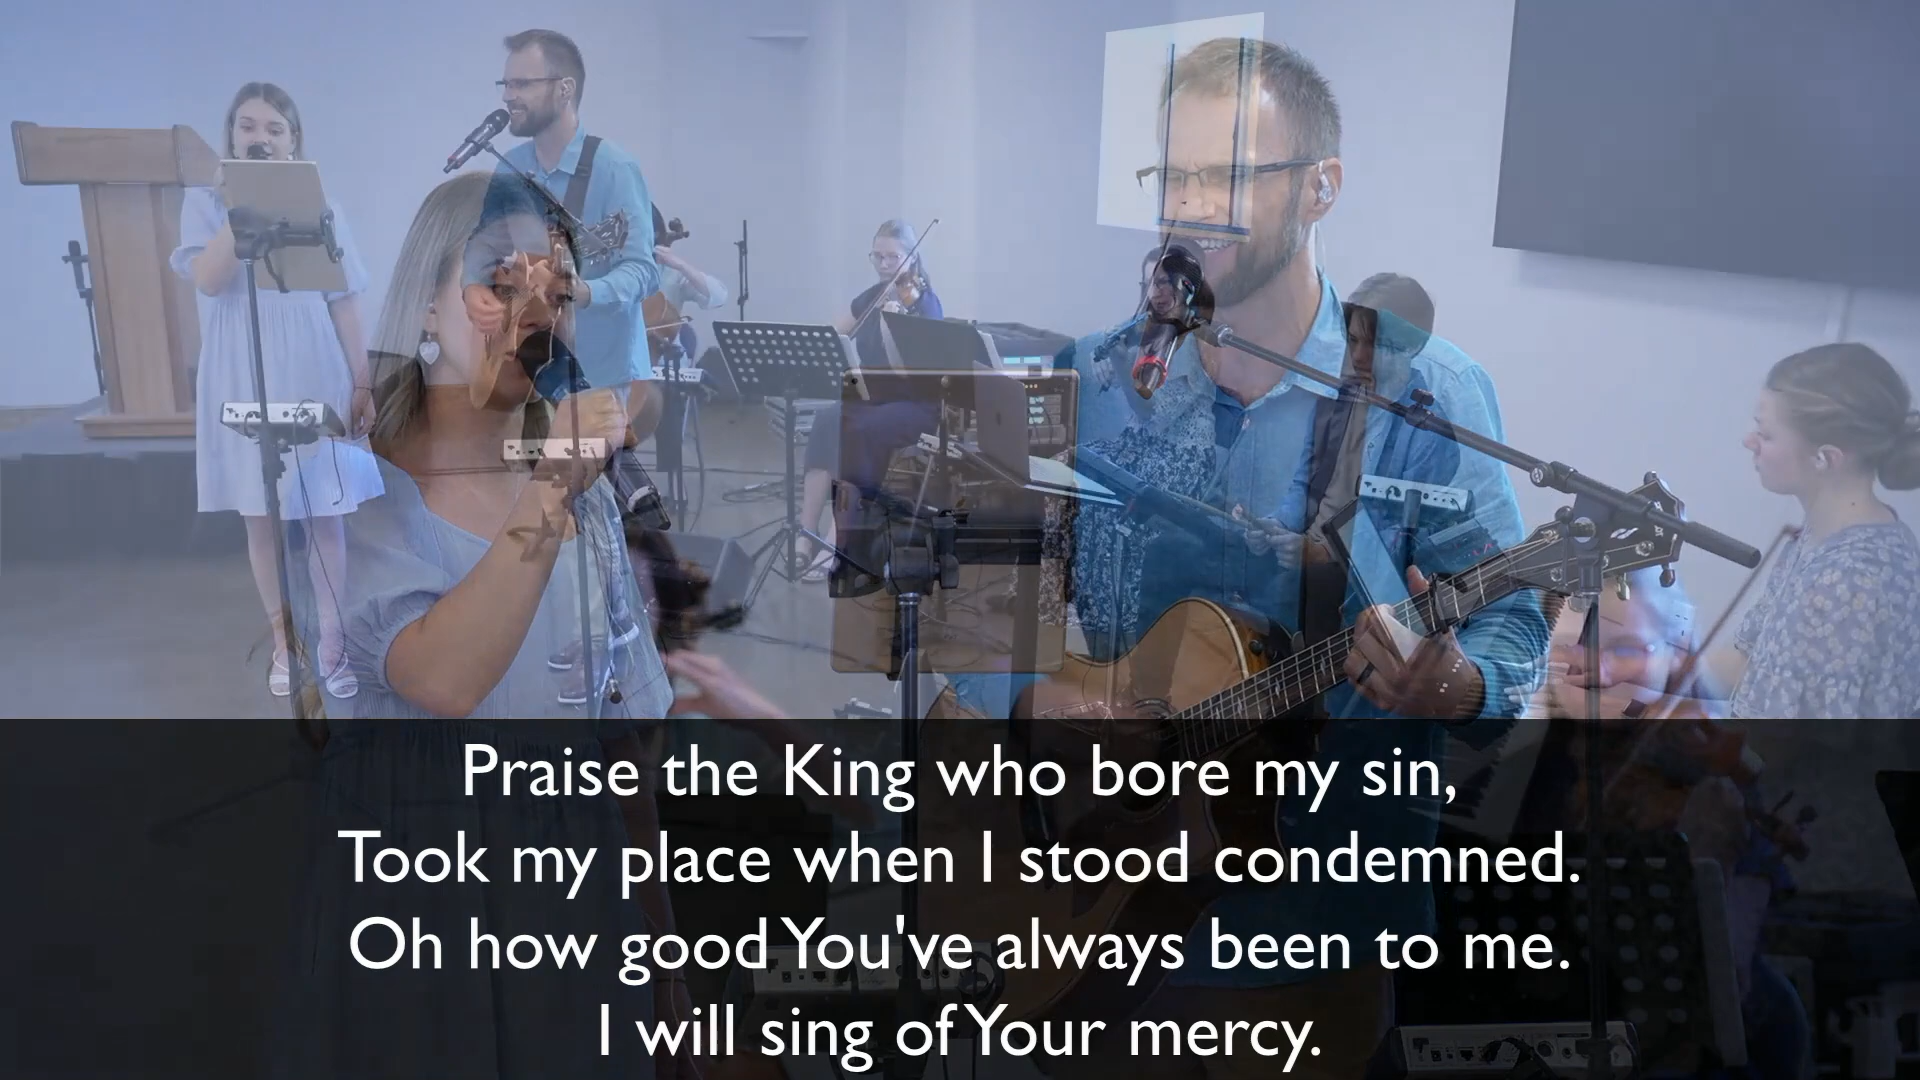 Praise the King who bore my sin,
Took my place when I stood condemned.
Oh how good You've always been to me.
I will sing of Your mercy.